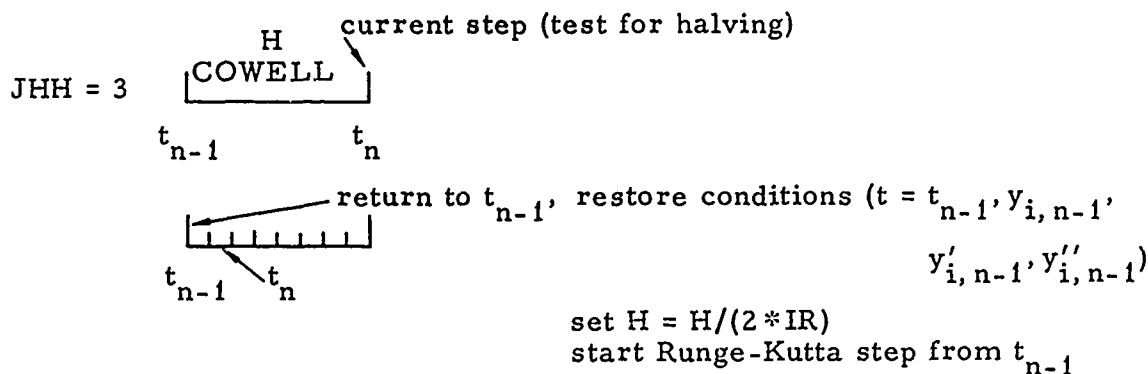 current step (test for halving)
H
COWELL
JHH = 3
t_{n-1} t_n
return to t_{n-1}, restore conditions (t = t_{n-1}, y_{i, n-1},
y'_{i, n-1}, y''_{i, n-1})
t_{n-1} t_n
set H = H/(2*IR)
start Runge-Kutta step from t_{n-1}